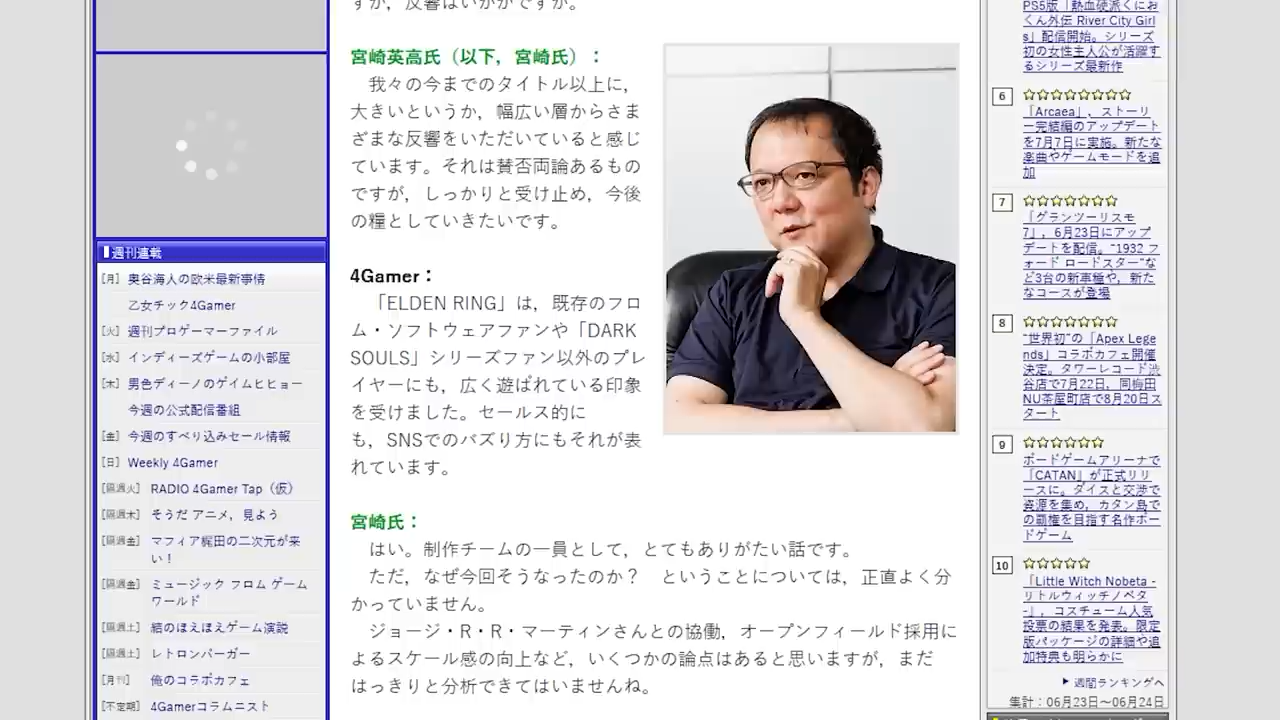 すが，反響はいかがですか。
宮崎英高氏（以下，宮崎氏）：
我々の今までのタイトル以上に，
大きいというか，幅広い層からさま
ざまな反響をいただいていると感じ
ています。それは賛否両論あるもの
ですが，しっかりと受け止め，今後
の糧としていきたいです。
4Gamer：
「ELDEN RING」は，既存のフロ
ム・ソフトウェアファンや「DARK
SOULS」シリーズファン以外のプレ
イヤーにも，広く遊ばれている印象
を受けました。セールス的に
も，SNSでのバズり方にもそれが表
れています。
宮崎氏：
はい。制作チームの一員として，とてもありがたい話です。
ただ，なぜ今回そうなったのか？　ということについては，正直よく分
かっていません。
ジョージ・R・R・マーティンさんとの協働，オープンフィールド採用に
よるスケール感の向上など，いくつかの論点はあると思いますが，まだ
はっきりと分析できてはいませんね。
週刊連載
[月] 奥谷海人の欧米最新事情
乙女チック4Gamer
[火] 週刊プロゲーマーファイル
[水] インディーズゲームの小部屋
[木] 男色ディーノのゲイムヒヒョー
今週の公式配信番組
[金] 今週のすべり込みセール情報
[日] Weekly 4Gamer
[隔週火] RADIO 4Gamer Tap（仮）
[隔週木] そうだ アニメ，見よう
[隔週金] マフィア梶田の二次元が来
い！
[隔週金] ミュージック フロム ゲーム
ワールド
[隔週土] 結のほえほえゲーム演説
[隔週土] レトロンバーガー
[月刊] 俺のコラボカフェ
[不定期] 4Gamerコラムニスト
PS5版「熱血硬派くにお
くん外伝 River City Girl
s」配信開始。シリーズ
初の女性主人公が活躍す
るシリーズ最新作
6 ☆☆☆☆☆☆☆☆
「Arcaea」，ストーリ
ー完結編のアップデート
を7月7日に実施。新たな
楽曲やゲームモードを追
加
7 ☆☆☆☆☆☆☆
「グランツーリスモ
7」，6月23日にアップ
デートを配信。“1932 フ
ォード ロードスター”な
ど3台の新車種や，新た
なコースが登場
8 ☆☆☆☆☆☆☆
“世界初”の「Apex Lege
nds」コラボカフェ開催
決定。タワーレコード渋
谷店で7月22日，同梅田
NU茶屋町店で8月20日ス
タート
9 ☆☆☆☆☆☆
ボードゲームアリーナで
「CATAN」が正式リリ
ースに。ダイスと交渉で
資源を集め，カタン島で
の覇権を目指す名作ボー
ドゲーム
10 ☆☆☆☆☆
「Little Witch Nobeta -
リトルウィッチノベタ
-」，コスチューム人気
投票の結果を発表。限定
版パッケージの詳細や追
加特典も明らかに
週間ランキングへ
集計：06月23日～06月24日